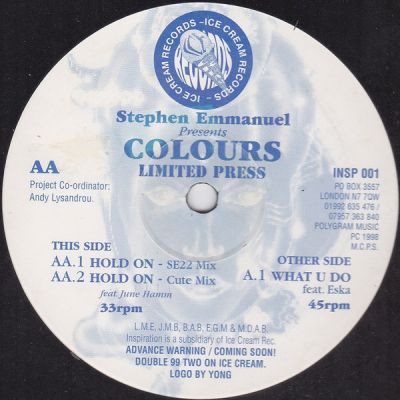 ICE CREAM RECORDS - ICE CREAM RECORDS -
Stephen Emmanuel
Presents
COLOURS
LIMITED PRESS
AA
Project Co-ordinator:
Andy Lysandrou.
INSP 001
PO BOX 3557
LONDON N7 7QW
01992 635 476 /
07957 363 840
POLYGRAM MUSIC
PC 1998
M.C.P.S.
THIS SIDE
AA.1 HOLD ON - SE22 Mix
AA.2 HOLD ON - Cute Mix
feat June Hamm
33rpm
OTHER SIDE
A.1 WHAT U DO
feat. Eska
45rpm
L.M.E, J.M.B, B.A.B, E.G.M & M.D.A.B.
Inspiration is a subsidiary of Ice Cream Rec.
ADVANCE WARNING / COMING SOON!
DOUBLE 99 TWO ON ICE CREAM.
LOGO BY YONG